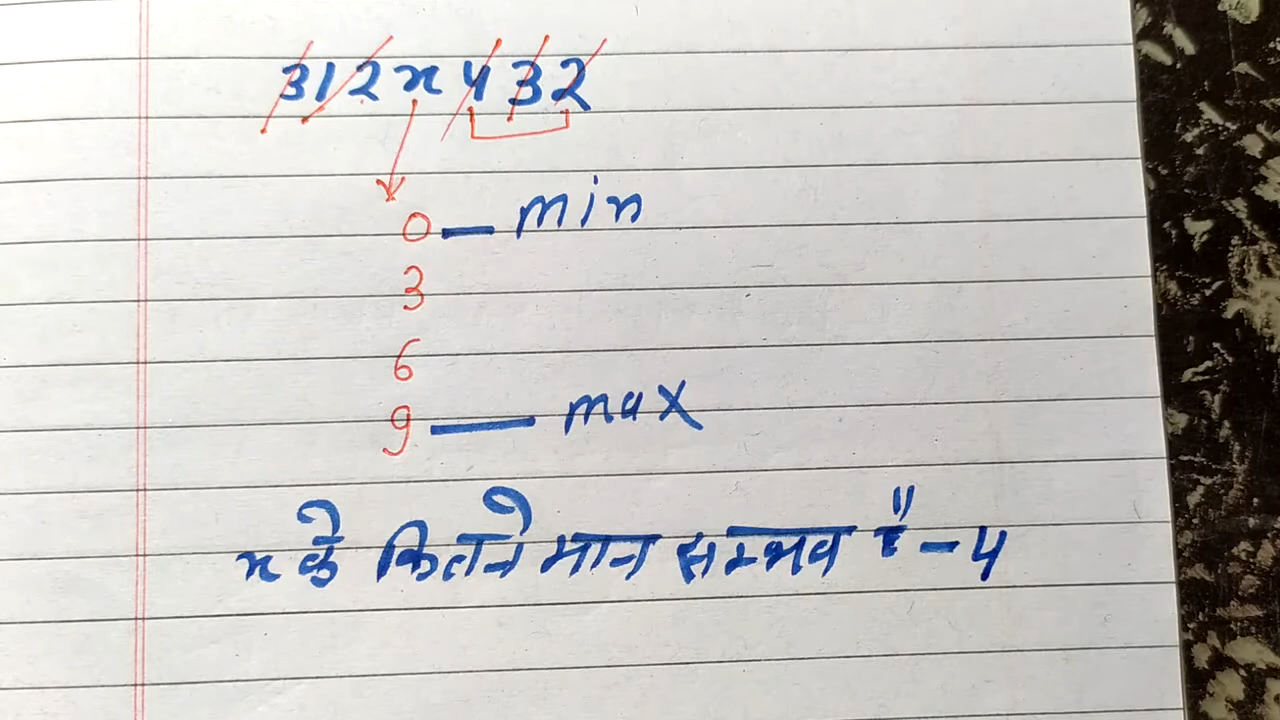 312x432
0 — min
3
6
9 — max
x के कितने मान सम्भव हैं - 4